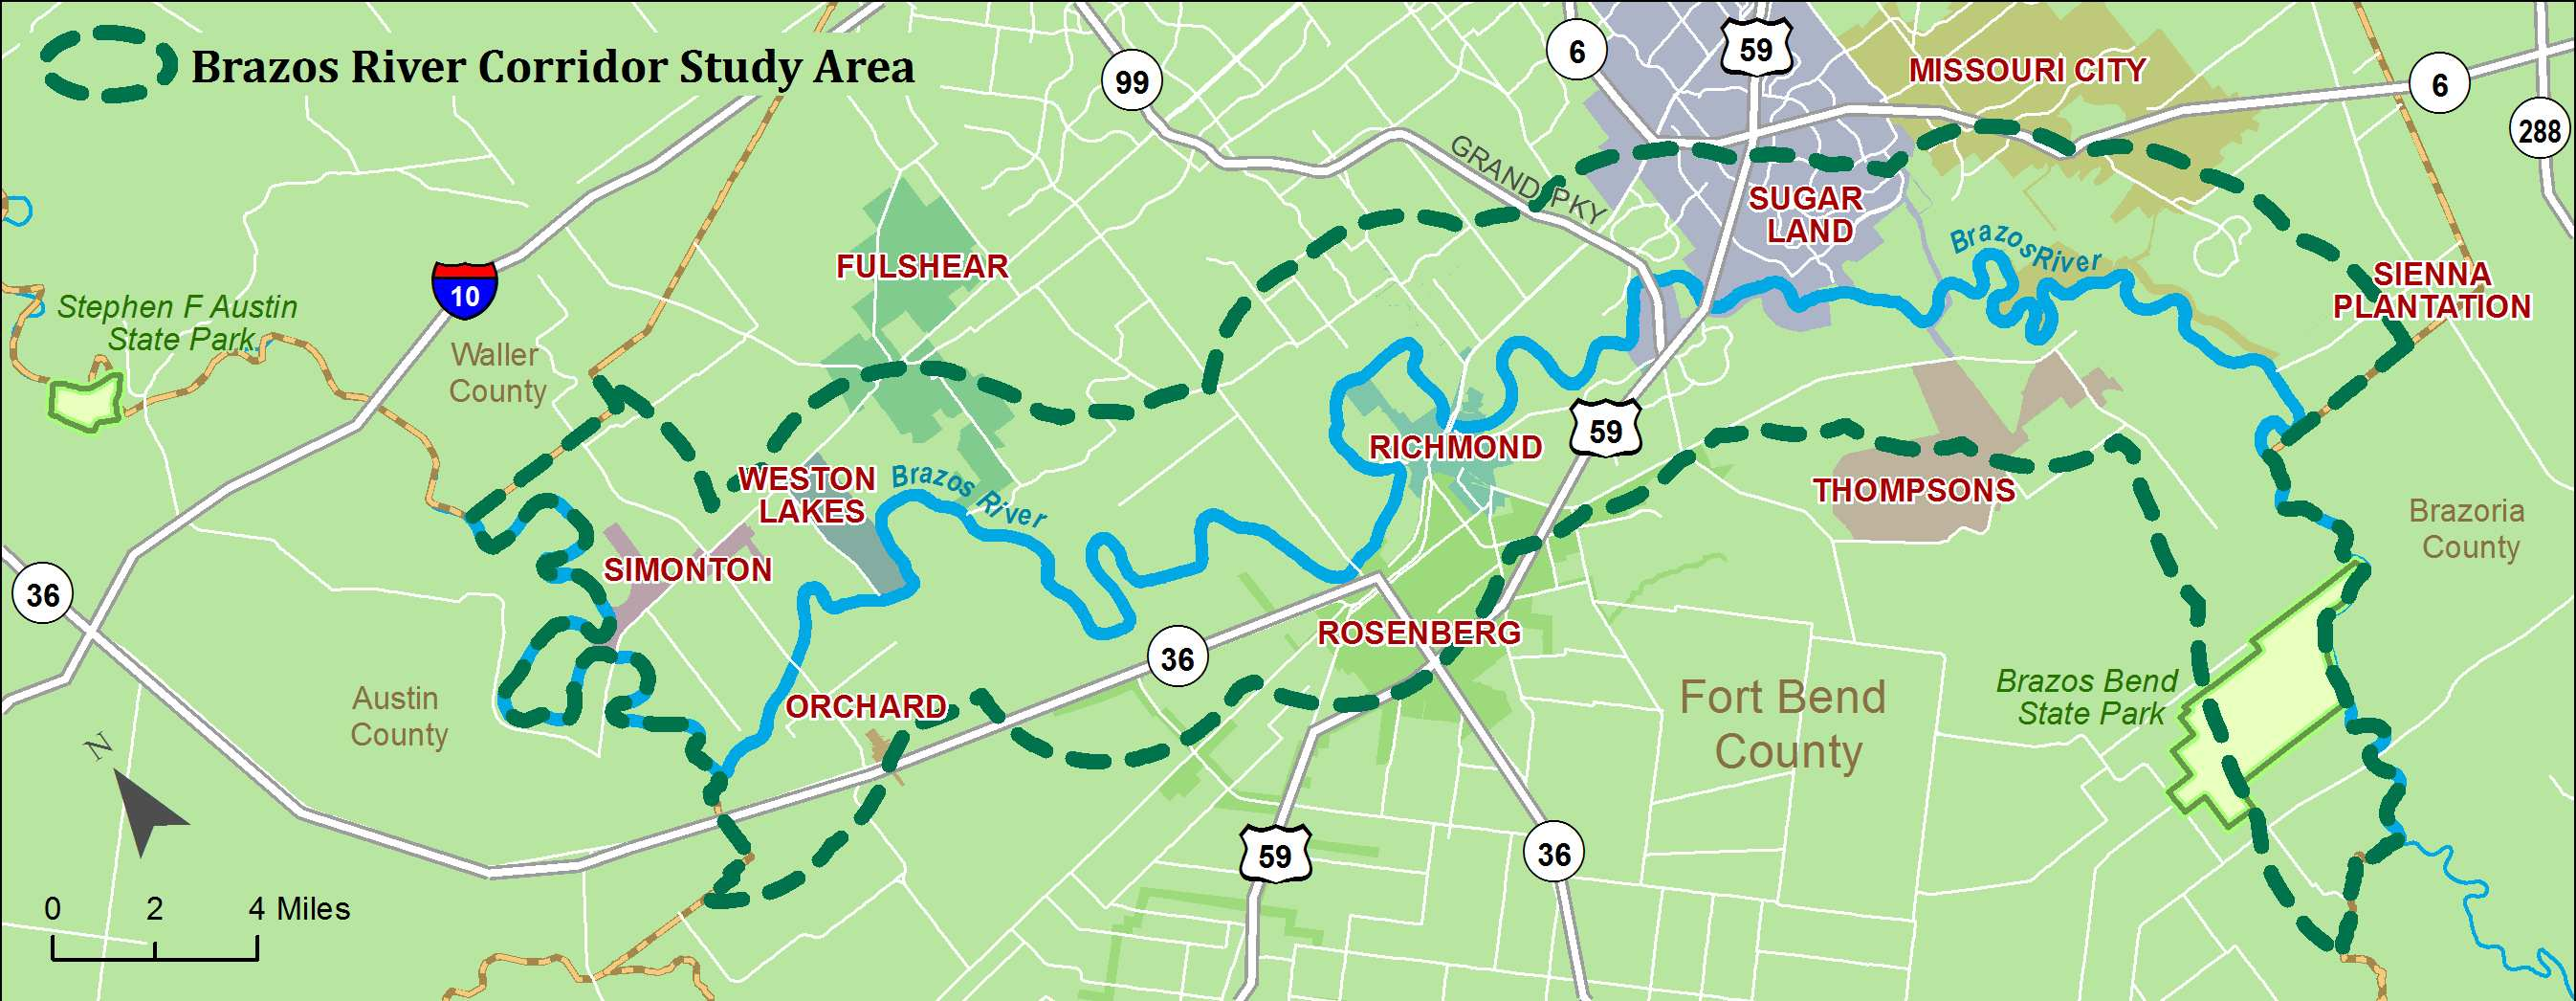 Brazos River Corridor Study Area
6
59
MISSOURI CITY
6
99
288
GRAND PKY
SUGAR
LAND
Brazos River
FULSHEAR
SIENNA
PLANTATION
10
Stephen F Austin
State Park
Waller
County
59
RICHMOND
WESTON
LAKES
Brazos River
THOMPSONS
Brazoria
County
SIMONTON
36
ROSENBERG
36
Austin
County
ORCHARD
Fort Bend
County
Brazos Bend
State Park
N
59
36
0 2 4 Miles